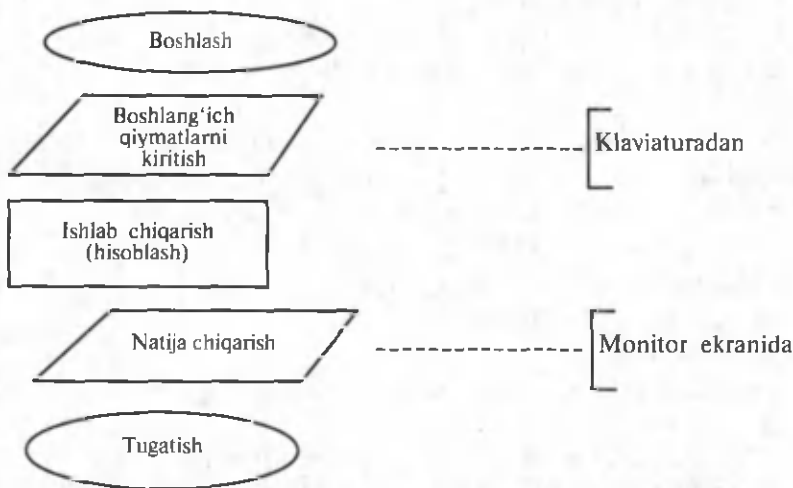 Boshlash
Boshlang‘ich
qiymatlarni
kiritish
Klaviaturadan
Ishlab chiqarish
(hisoblash)
Natija chiqarish
Monitor ekranida
Tugatish